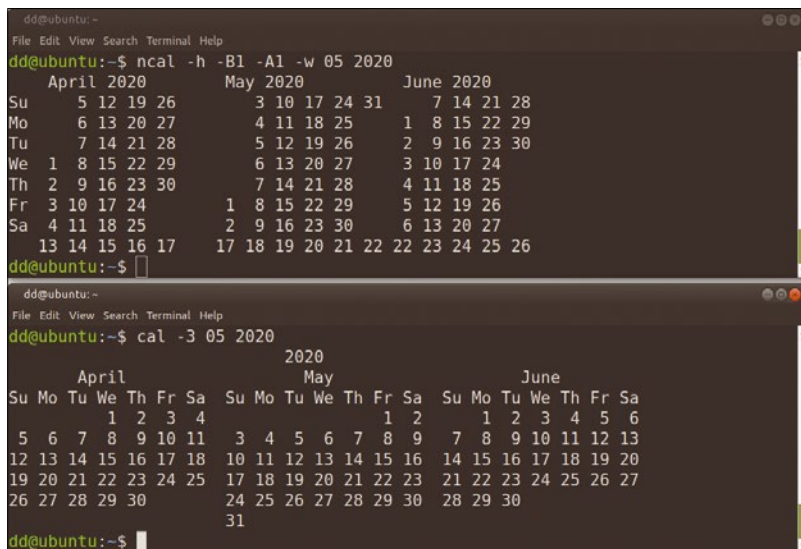 dd@ubuntu: ~
File Edit View Search Terminal Help
dd@ubuntu:~$ ncal -h -B1 -A1 -w 05 2020
    April 2020        May 2020          June 2020
Su     5 12 19 26        3 10 17 24 31     7 14 21 28
Mo     6 13 20 27        4 11 18 25     1  8 15 22 29
Tu     7 14 21 28        5 12 19 26     2  9 16 23 30
We  1  8 15 22 29        6 13 20 27     3 10 17 24
Th  2  9 16 23 30        7 14 21 28     4 11 18 25
Fr  3 10 17 24        1  8 15 22 29     5 12 19 26
Sa  4 11 18 25        2  9 16 23 30     6 13 20 27
   13 14 15 16 17    17 18 19 20 21 22 22 23 24 25 26
dd@ubuntu:~$
dd@ubuntu: ~
File Edit View Search Terminal Help
dd@ubuntu:~$ cal -3 05 2020
                            2020
       April                  May                   June
Su Mo Tu We Th Fr Sa  Su Mo Tu We Th Fr Sa  Su Mo Tu We Th Fr Sa
          1  2  3  4                  1  2      1  2  3  4  5  6
 5  6  7  8  9 10 11   3  4  5  6  7  8  9   7  8  9 10 11 12 13
12 13 14 15 16 17 18  10 11 12 13 14 15 16  14 15 16 17 18 19 20
19 20 21 22 23 24 25  17 18 19 20 21 22 23  21 22 23 24 25 26 27
26 27 28 29 30        24 25 26 27 28 29 30  28 29 30
                      31
dd@ubuntu:~$